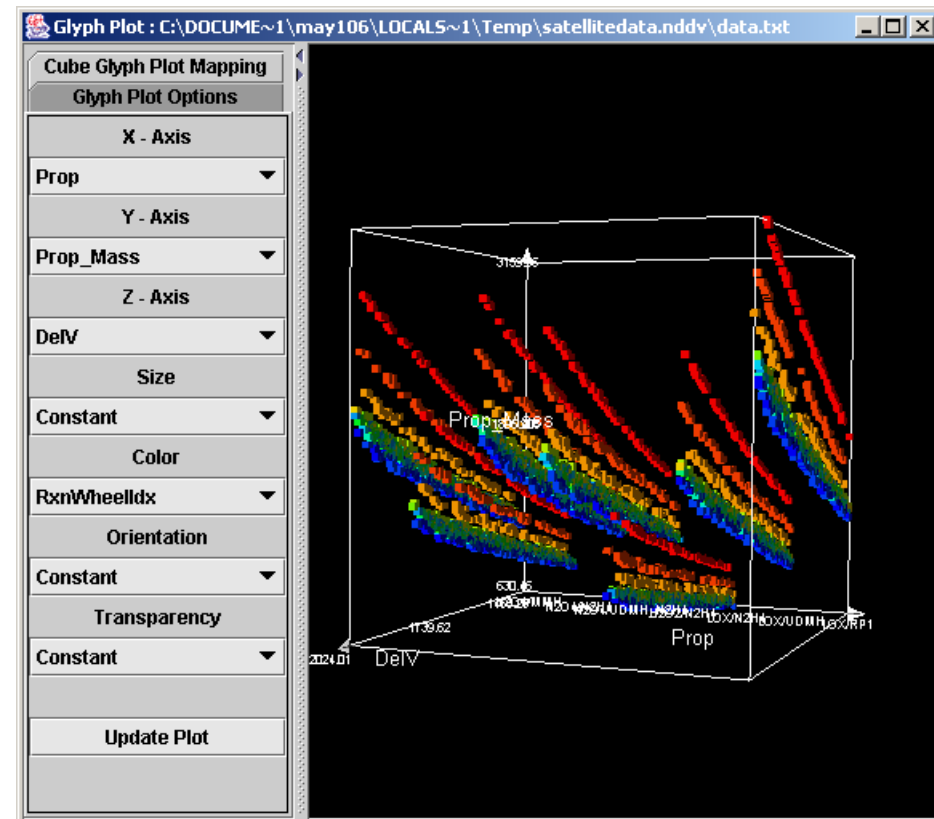 Glyph Plot : C:\DOCUME~1\may106\LOCALS~1\Temp\satellitedata.nddv\data.txt
Cube Glyph Plot Mapping
Glyph Plot Options
X - Axis
Prop
Y - Axis
Prop_Mass
Z - Axis
DelV
Size
Constant
Color
RxnWheelIdx
Orientation
Constant
Transparency
Constant
Update Plot
Prop_Mass
630.46
1139.62
2024.01
DelV
LOX/N2H4
LOX/UDMH
LOX/RP1
Prop